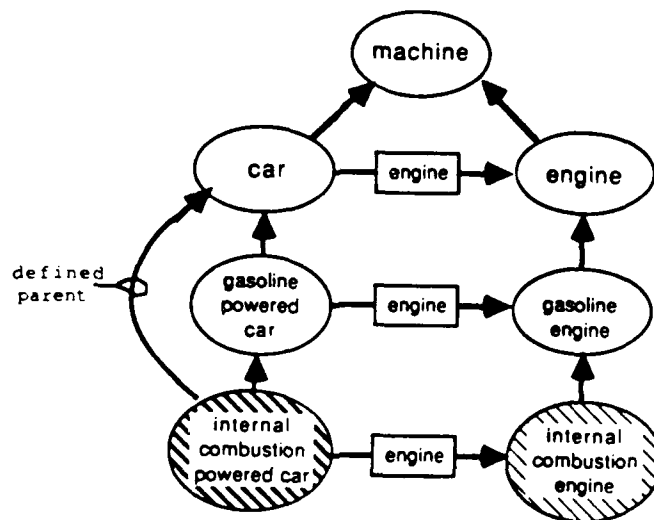 machine
car
engine
engine
defined
parent
gasoline
powered
car
engine
gasoline
engine
internal
combustion
powered car
engine
internal
combustion
engine